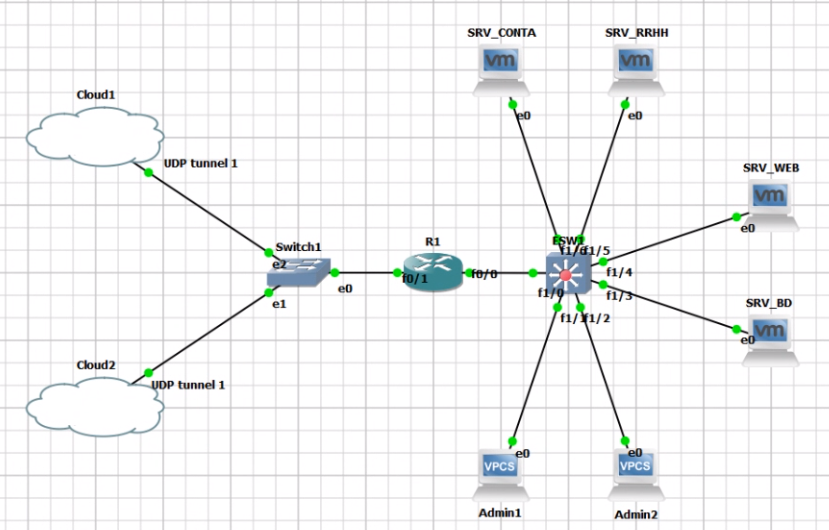 SRV_CONTA
SRV_RRHH
vm
vm
Cloud1
e0
e0
UDP tunnel 1
SRV_WEB
vm
e0
Switch1
R1
ESW1
f1/5
e2
f1/4
f0/1
f0/0
e0
f1/0
f1/3
e1
SRV_BD
f1/1
f1/2
vm
e0
Cloud2
UDP tunnel 1
e0
e0
VPCS
VPCS
Admin1
Admin2